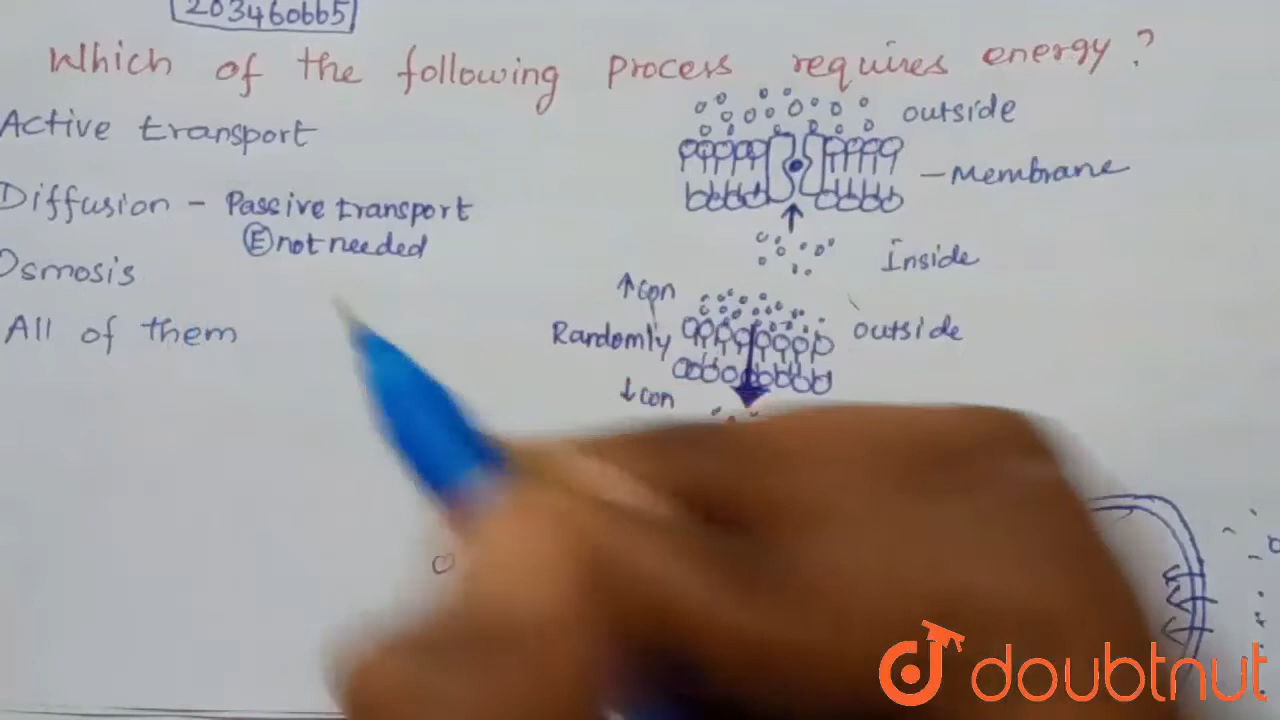 203460665
Which of the following process requires energy?
Active transport
Diffusion - Passive transport
Ⓔ not needed
Osmosis
All of them
outside
- Membrane
Inside
↑con
Randomly
outside
↓con
doubtnut